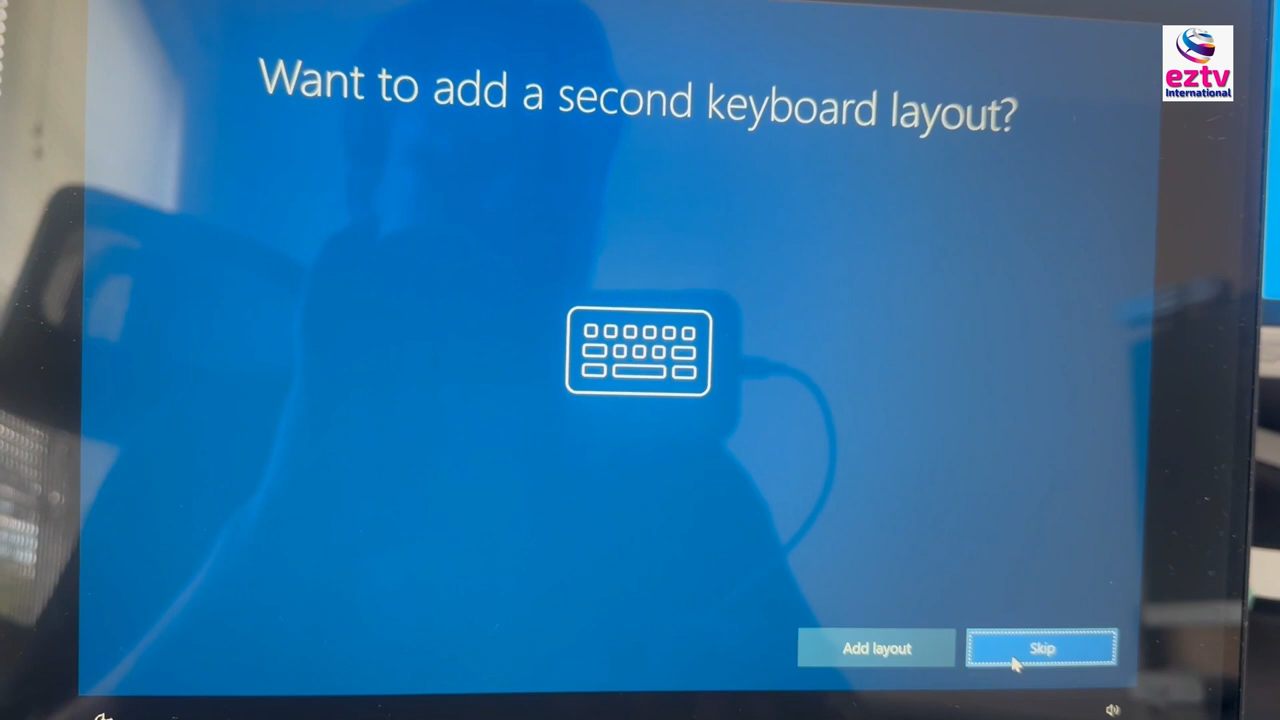 eztv
International
Want to add a second keyboard layout?
Add layout
Skip